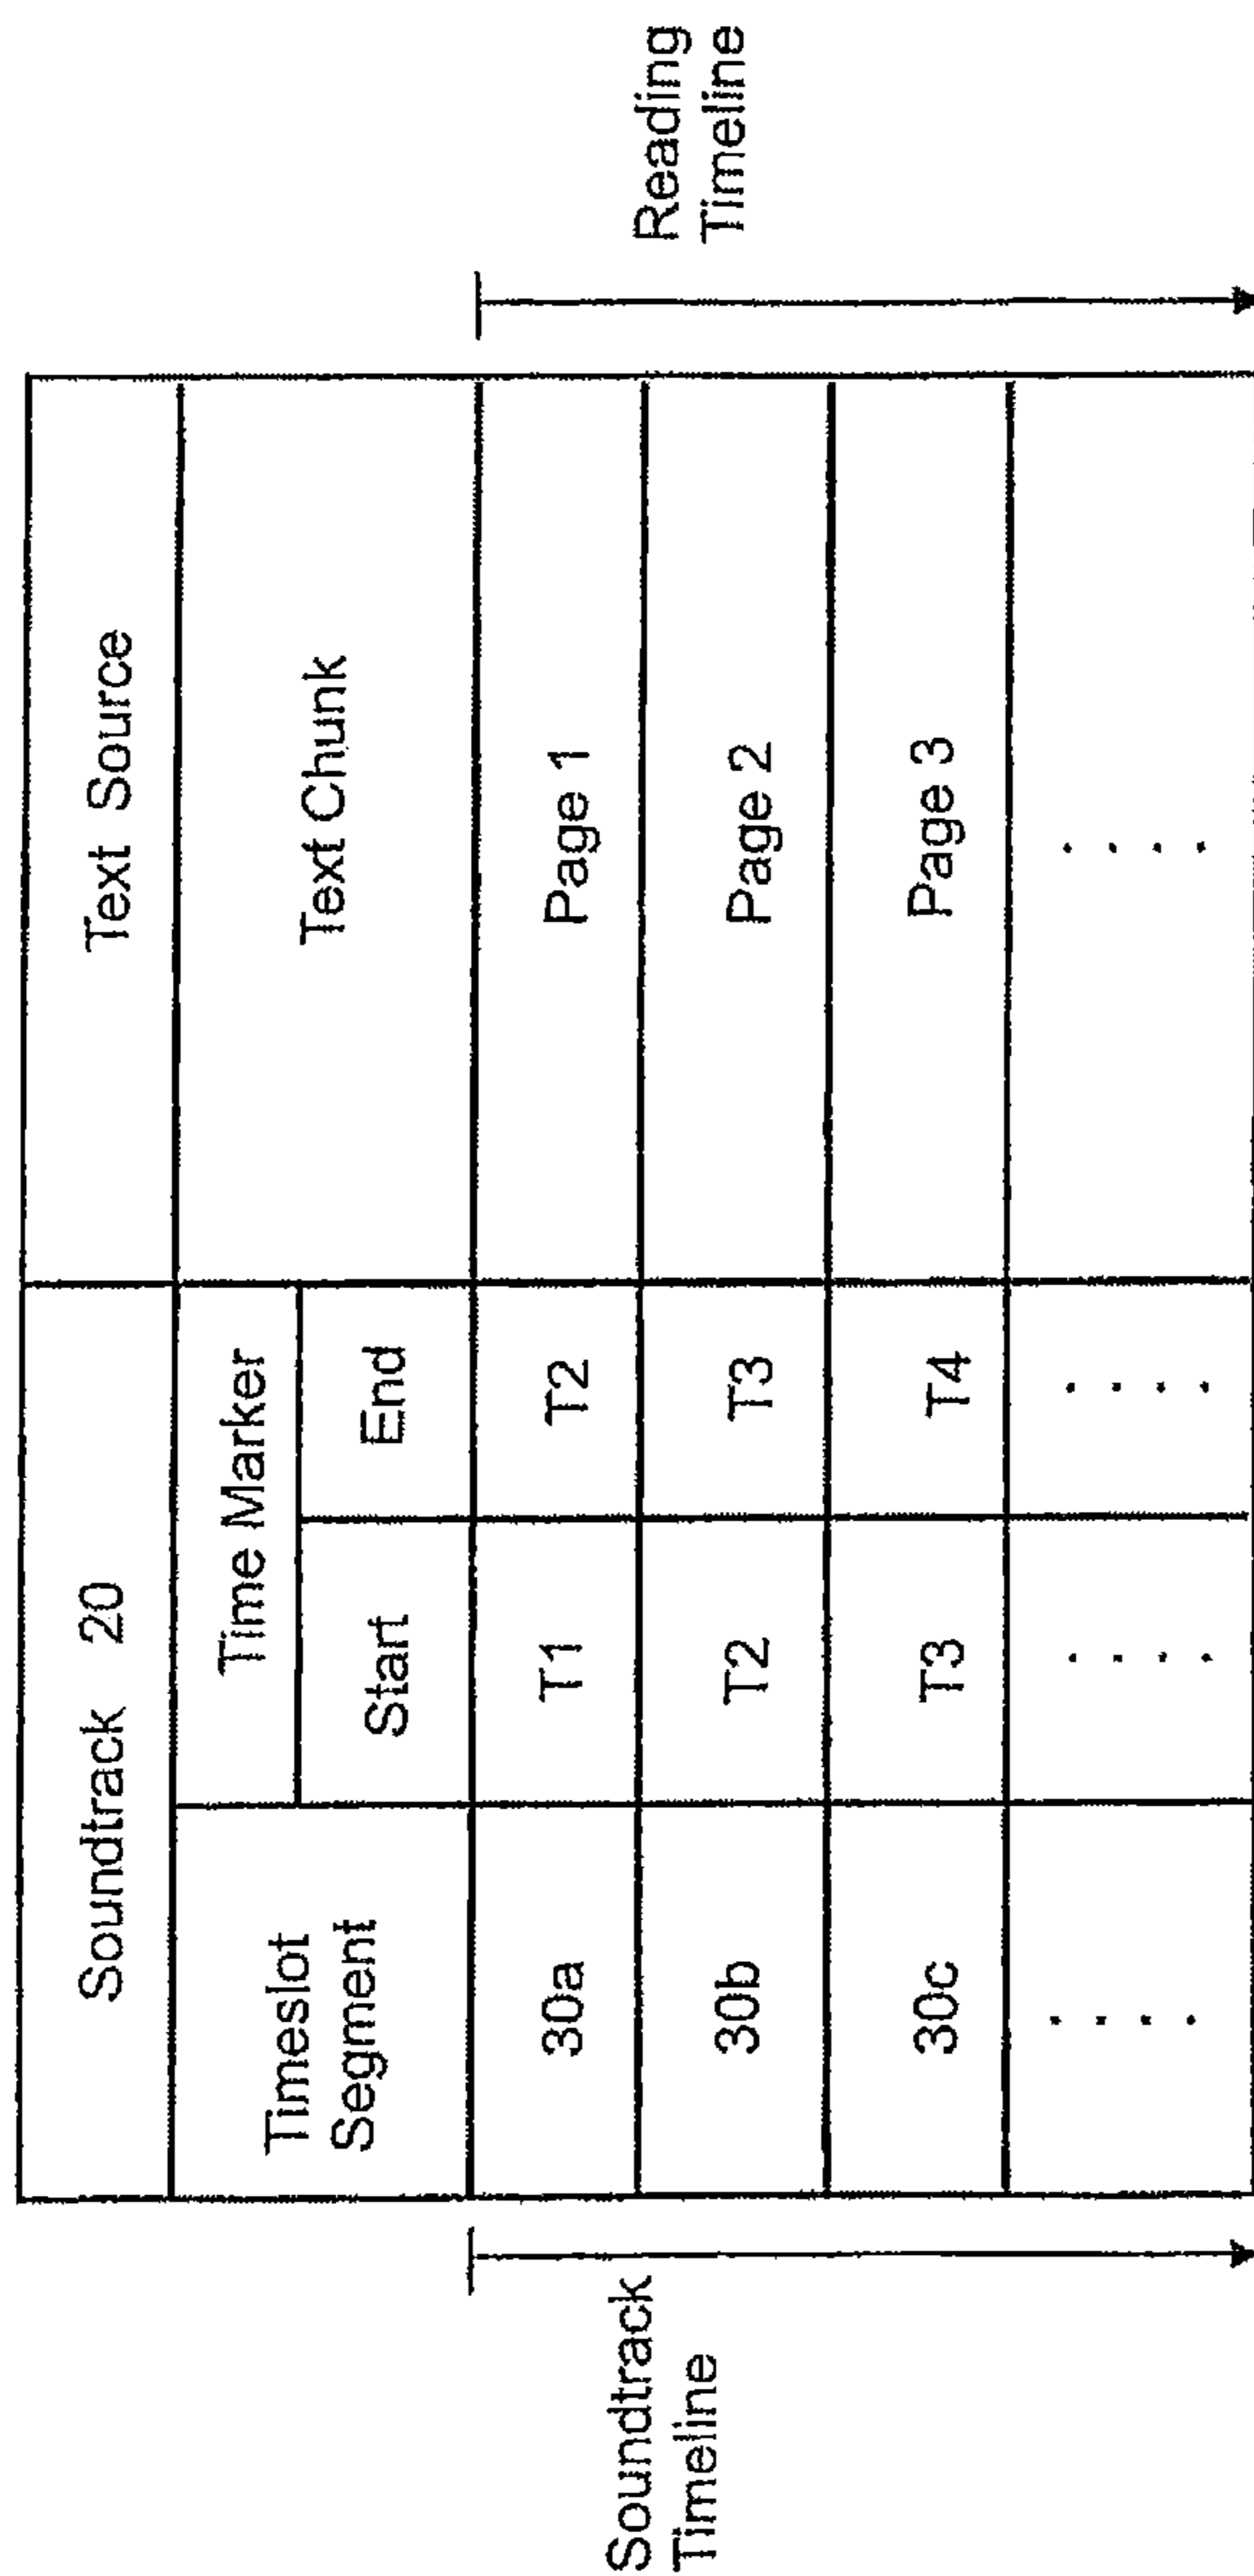 Soundtrack 20
Text Source
Timeslot
Segment
Time Marker
Text Chunk
Start
End
30a
T1
T2
Page 1
30b
T2
T3
Page 2
30c
T3
T4
Page 3
. . . .
. . . .
. . . .
. . . .
Soundtrack
Timeline
Reading
Timeline